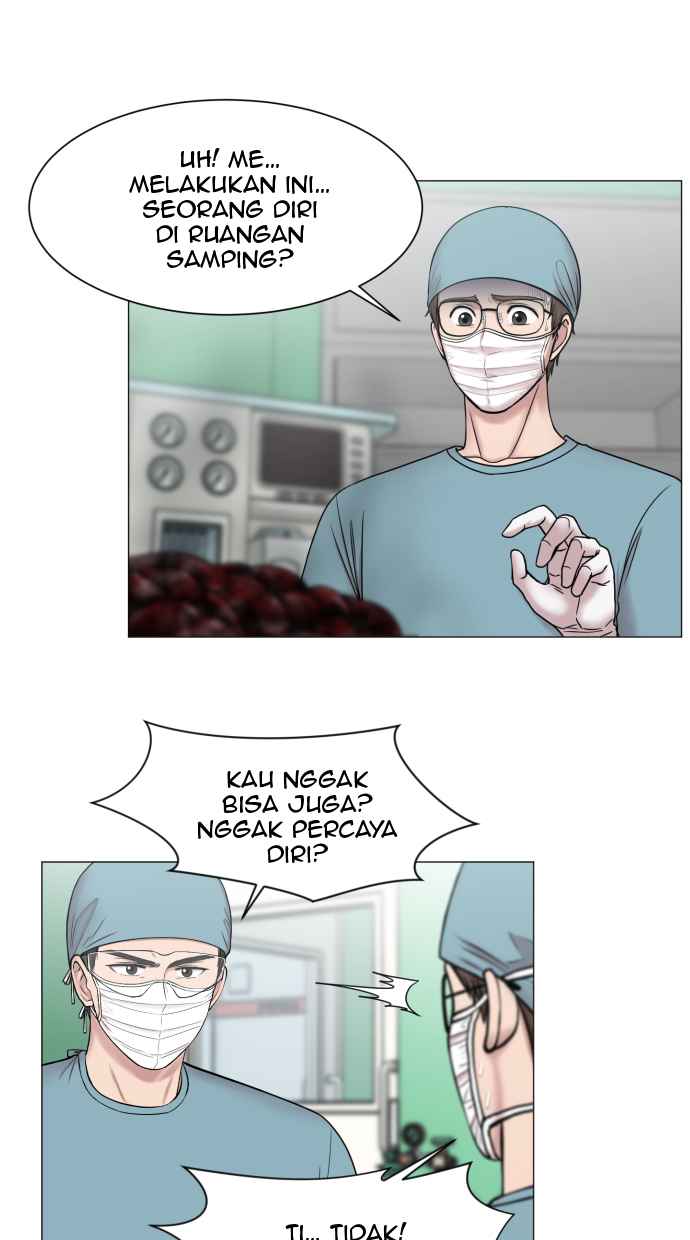 UH! ME...
MELAKUKAN INI...
SEORANG DIRI
DI RUANGAN
SAMPING?
KAU NGGAK
BISA JUGA?
NGGAK PERCAYA
DIRI?
TI... TIDAK!